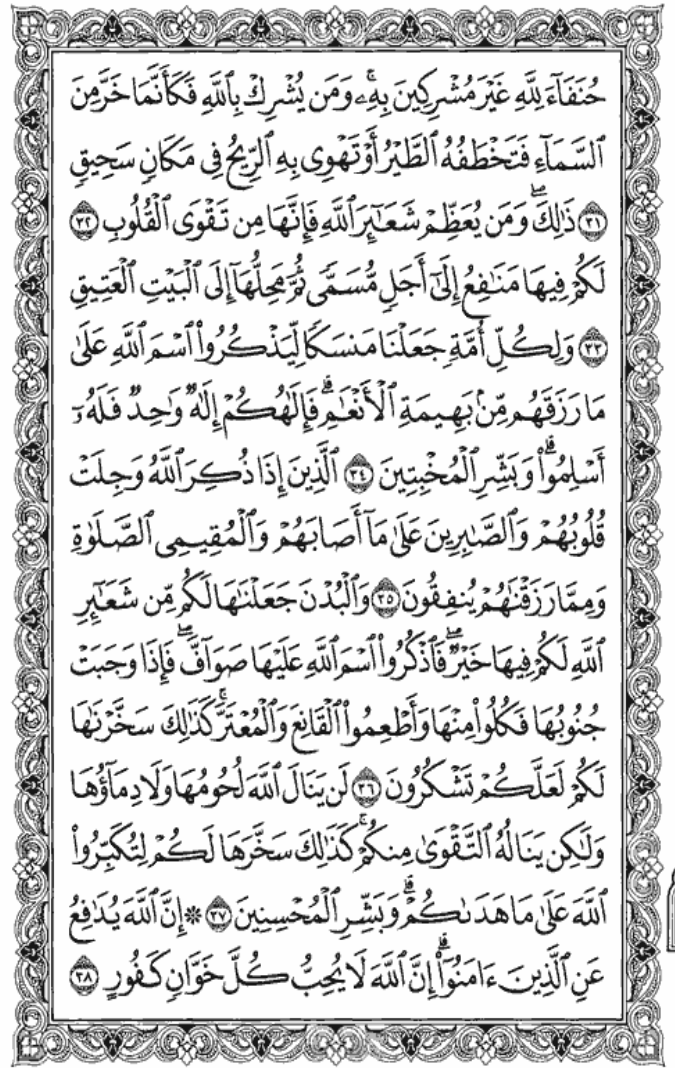 حُنَفَآءَ لِلَّهِ غَيْرَ مُشْرِكِينَ بِهِۦۚ وَمَن يُشْرِكْ بِٱللَّهِ فَكَأَنَّمَا خَرَّ مِنَ
ٱلسَّمَآءِ فَتَخْطَفُهُ ٱلطَّيْرُ أَوْ تَهْوِى بِهِ ٱلرِّيحُ فِى مَكَانٍ سَحِيقٍ
٣١ ذَٰلِكَۖ وَمَن يُعَظِّمْ شَعَٰٓئِرَ ٱللَّهِ فَإِنَّهَا مِن تَقْوَى ٱلْقُلُوبِ ٣٢
لَكُمْ فِيهَا مَنَٰفِعُ إِلَىٰٓ أَجَلٍ مُّسَمًّى ثُمَّ مَحِلُّهَآ إِلَى ٱلْبَيْتِ ٱلْعَتِيقِ
٣٣ وَلِكُلِّ أُمَّةٍ جَعَلْنَا مَنسَكًا لِّيَذْكُرُوا۟ ٱسْمَ ٱللَّهِ عَلَىٰ
مَا رَزَقَهُم مِّنۢ بَهِيمَةِ ٱلْأَنْعَٰمِۗ فَإِلَٰهُكُمْ إِلَٰهٌ وَٰحِدٌ فَلَهُۥٓ
أَسْلِمُوا۟ۗ وَبَشِّرِ ٱلْمُخْبِتِينَ ٣٤ ٱلَّذِينَ إِذَا ذُكِرَ ٱللَّهُ وَجِلَتْ
قُلُوبُهُمْ وَٱلصَّٰبِرِينَ عَلَىٰ مَآ أَصَابَهُمْ وَٱلْمُقِيمِى ٱلصَّلَوٰةِ
وَمِمَّا رَزَقْنَٰهُمْ يُنفِقُونَ ٣٥ وَٱلْبُدْنَ جَعَلْنَٰهَا لَكُم مِّن شَعَٰٓئِرِ
ٱللَّهِ لَكُمْ فِيهَا خَيْرٌۖ فَٱذْكُرُوا۟ ٱسْمَ ٱللَّهِ عَلَيْهَا صَوَآفَّۖ فَإِذَا وَجَبَتْ
جُنُوبُهَا فَكُلُوا۟ مِنْهَا وَأَطْعِمُوا۟ ٱلْقَانِعَ وَٱلْمُعْتَرَّۚ كَذَٰلِكَ سَخَّرْنَٰهَا
لَكُمْ لَعَلَّكُمْ تَشْكُرُونَ ٣٦ لَن يَنَالَ ٱللَّهَ لُحُومُهَا وَلَا دِمَآؤُهَا
وَلَٰكِن يَنَالُهُ ٱلتَّقْوَىٰ مِنكُمْۚ كَذَٰلِكَ سَخَّرَهَا لَكُمْ لِتُكَبِّرُوا۟
ٱللَّهَ عَلَىٰ مَا هَدَىٰكُمْۗ وَبَشِّرِ ٱلْمُحْسِنِينَ ٣٧ * إِنَّ ٱللَّهَ يُدَٰفِعُ
عَنِ ٱلَّذِينَ ءَامَنُوٓا۟ۗ إِنَّ ٱللَّهَ لَا يُحِبُّ كُلَّ خَوَّانٍ كَفُورٍ ٣٨